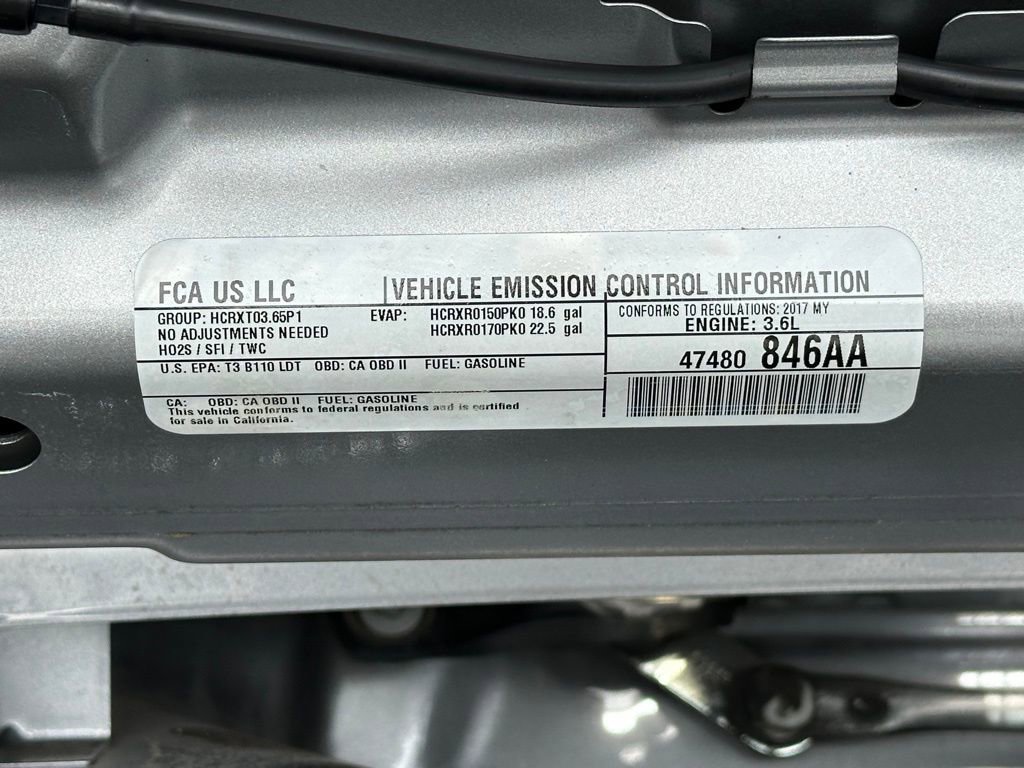 FCA US LLC
VEHICLE EMISSION CONTROL INFORMATION
GROUP: HCRXT03.65P1
NO ADJUSTMENTS NEEDED
HO2S / SFI / TWC
EVAP: HCRXR0150PK0 18.6 gal
HCRXR0170PK0 22.5 gal
CONFORMS TO REGULATIONS: 2017 MY
ENGINE: 3.6L
47480 846AA
U.S. EPA: T3 B110 LDT OBD: CA OBD II FUEL: GASOLINE
CA: OBD: CA OBD II FUEL: GASOLINE
This vehicle conforms to federal regulations and is certified
for sale in California.